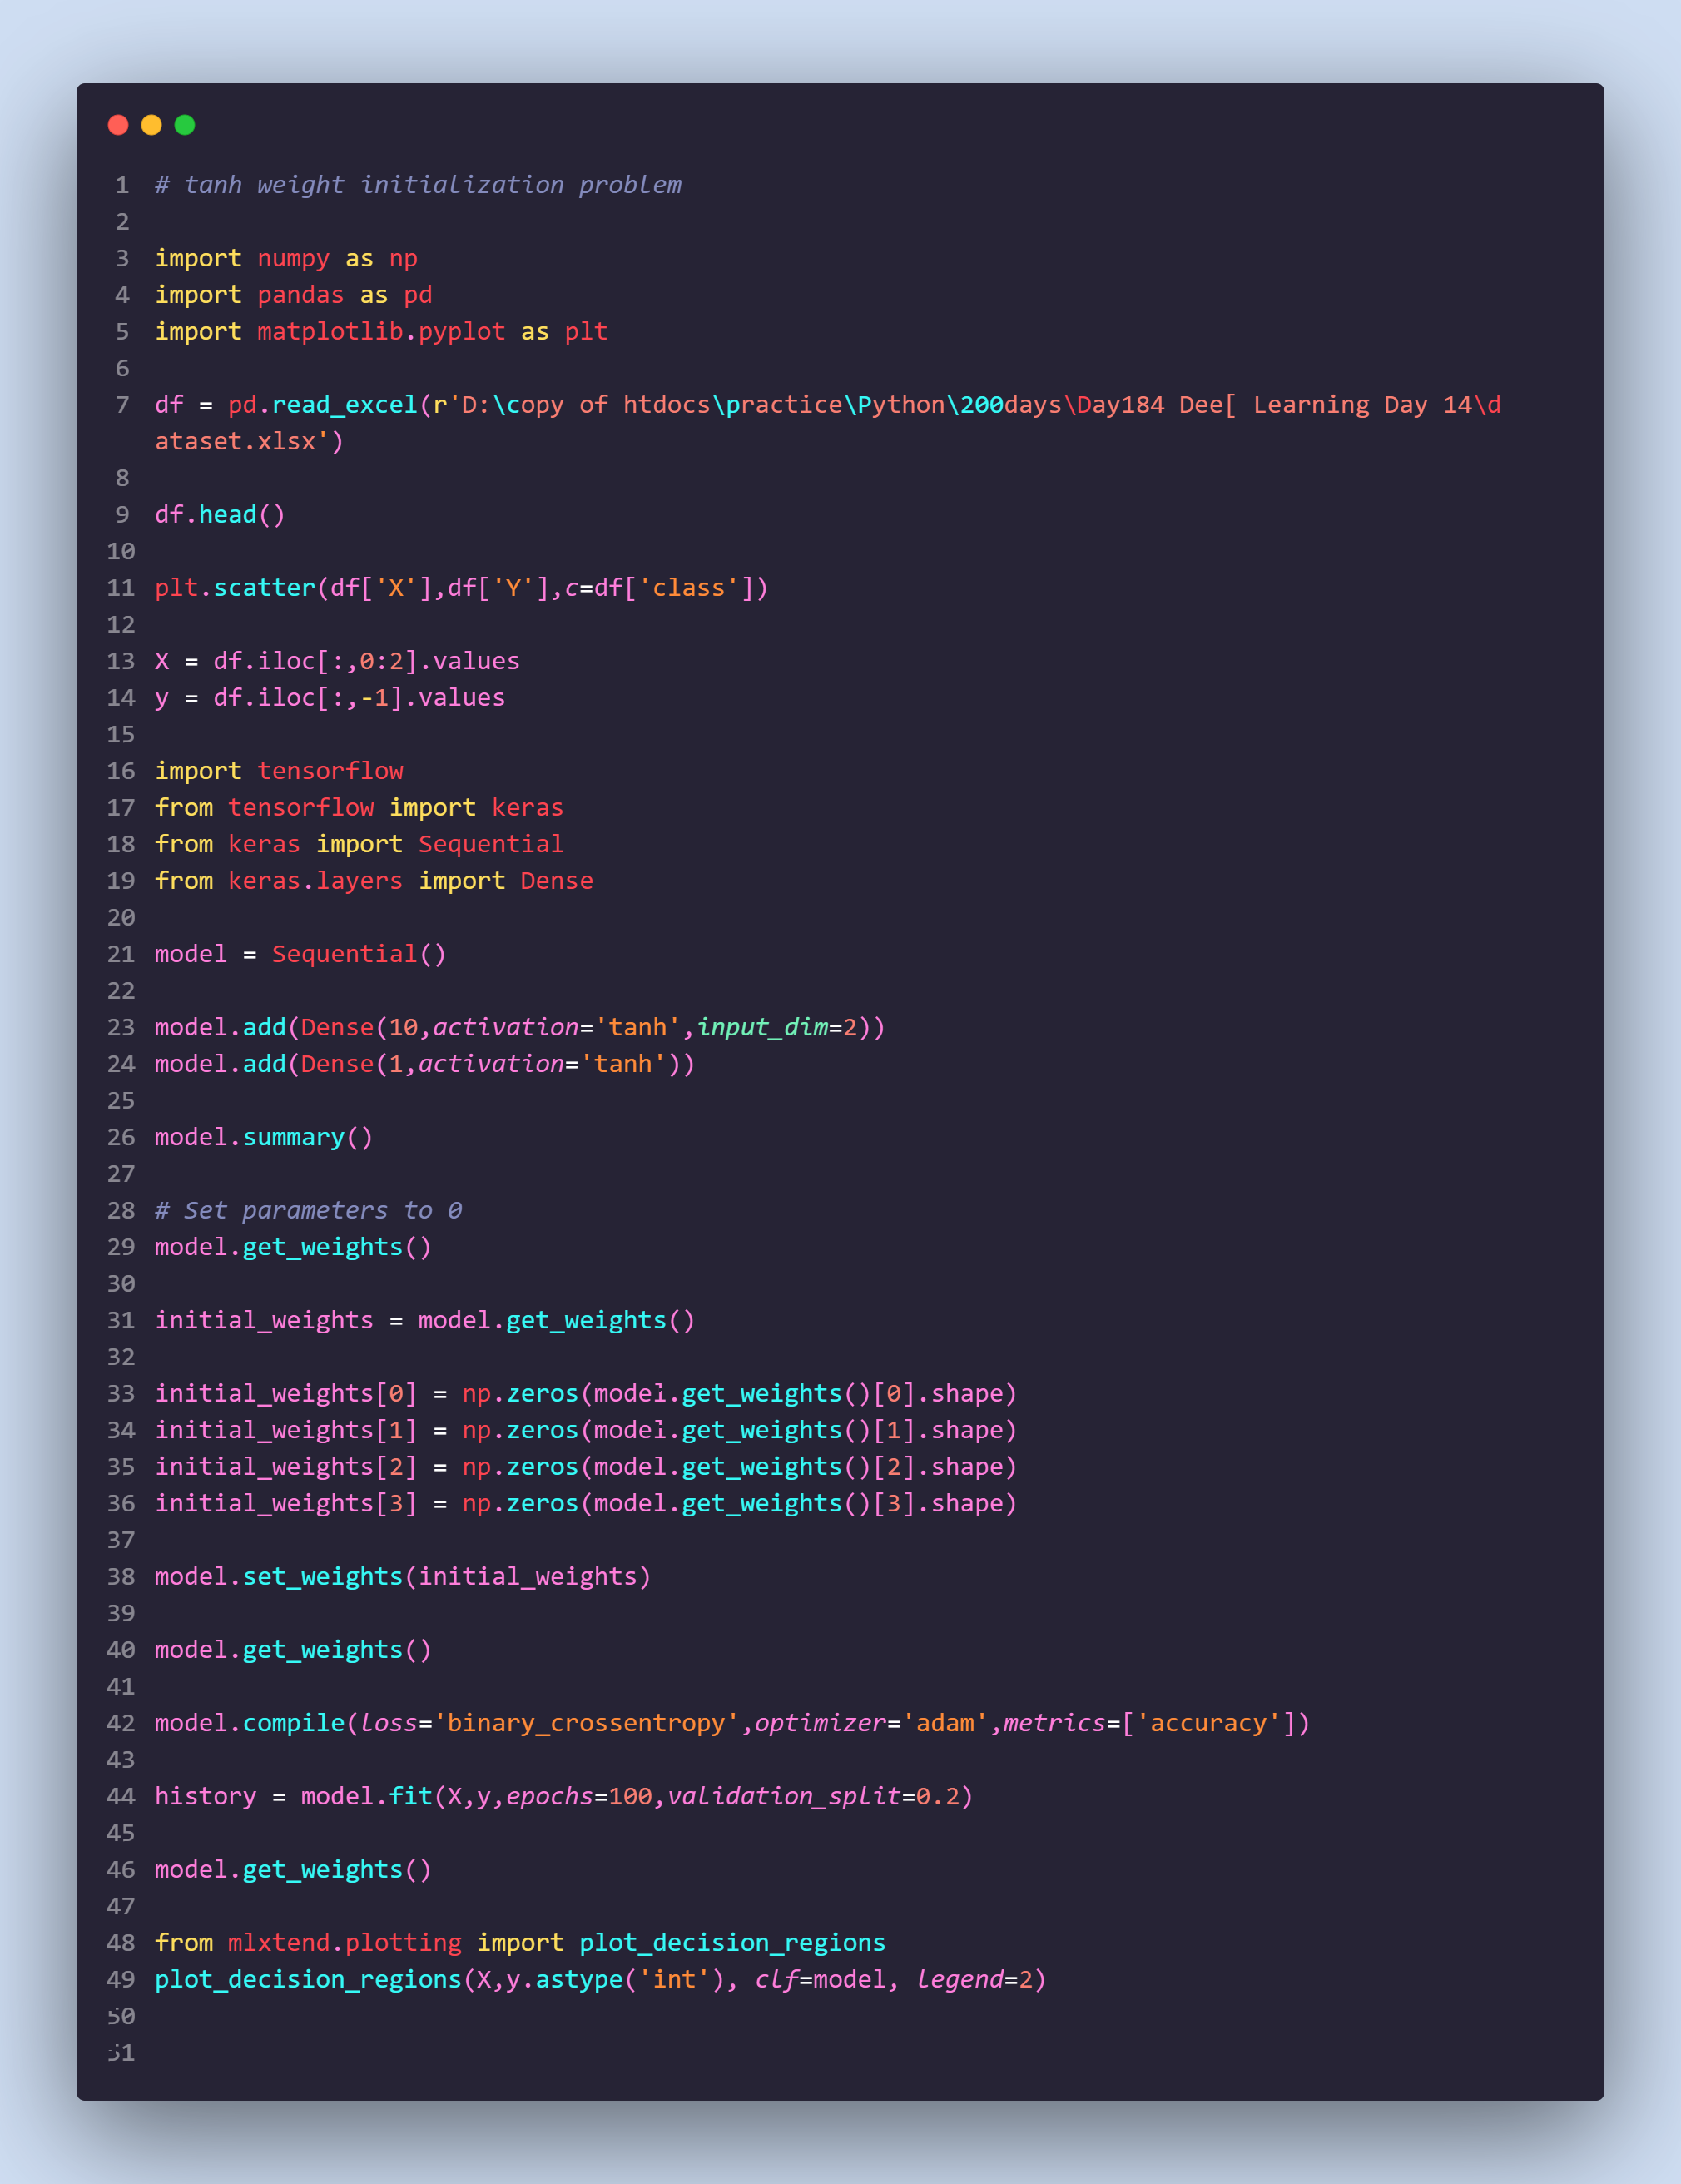 1 # tanh weight initialization problem
2
3 import numpy as np
4 import pandas as pd
5 import matplotlib.pyplot as plt
6
7 df = pd.read_excel(r'D:\copy of htdocs\practice\Python\200days\Day184 Dee[ Learning Day 14\d
ataset.xlsx')
8
9 df.head()
10
11 plt.scatter(df['X'],df['Y'],c=df['class'])
12
13 X = df.iloc[:,0:2].values
14 y = df.iloc[:,-1].values
15
16 import tensorflow
17 from tensorflow import keras
18 from keras import Sequential
19 from keras.layers import Dense
20
21 model = Sequential()
22
23 model.add(Dense(10,activation='tanh',input_dim=2))
24 model.add(Dense(1,activation='tanh'))
25
26 model.summary()
27
28 # Set parameters to 0
29 model.get_weights()
30
31 initial_weights = model.get_weights()
32
33 initial_weights[0] = np.zeros(model.get_weights()[0].shape)
34 initial_weights[1] = np.zeros(model.get_weights()[1].shape)
35 initial_weights[2] = np.zeros(model.get_weights()[2].shape)
36 initial_weights[3] = np.zeros(model.get_weights()[3].shape)
37
38 model.set_weights(initial_weights)
39
40 model.get_weights()
41
42 model.compile(loss='binary_crossentropy',optimizer='adam',metrics=['accuracy'])
43
44 history = model.fit(X,y,epochs=100,validation_split=0.2)
45
46 model.get_weights()
47
48 from mlxtend.plotting import plot_decision_regions
49 plot_decision_regions(X,y.astype('int'), clf=model, legend=2)
50
51